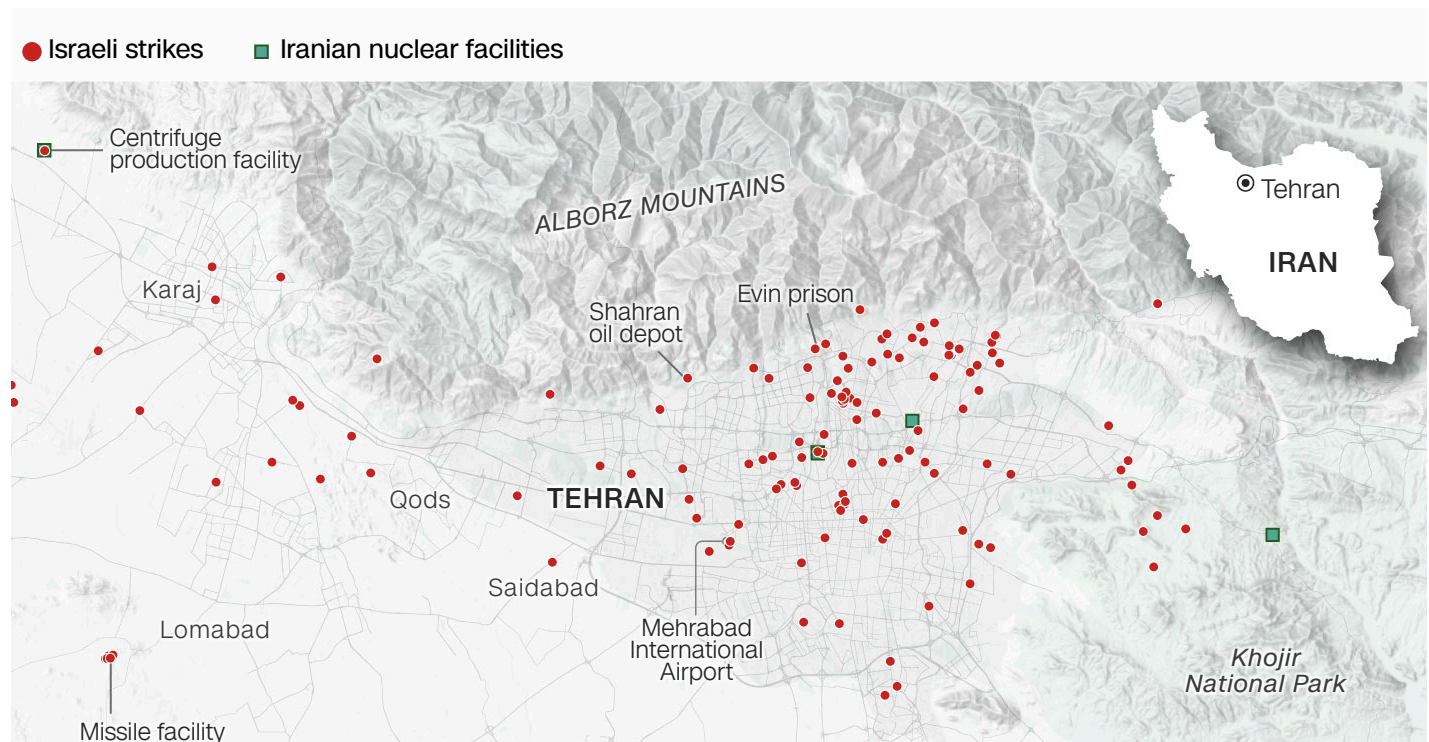 Israeli strikes
Iranian nuclear facilities
Centrifuge
production facility
ALBORZ MOUNTAINS
Tehran
IRAN
Karaj
Evin prison
Shahran
oil depot
Qods
TEHRAN
Saidabad
Lomabad
Mehrabad
International
Airport
Khojir
National Park
Missile facility